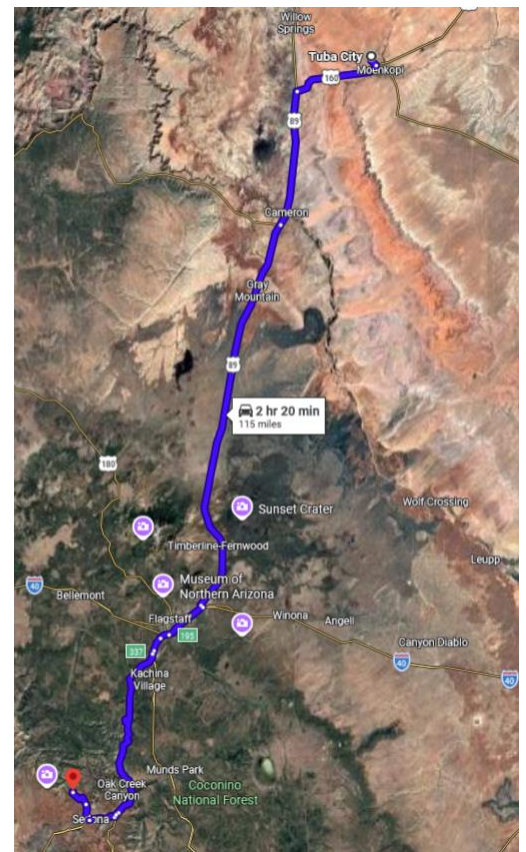 Willow
Springs
Tuba City
Moenkopi
160
89
Cameron
Gray
Mountain
89
2 hr 20 min
115 miles
180
Sunset Crater
Wolf Crossing
Timberline-Fernwood
Leupp
40
Bellemont
Museum of
Northern Arizona
Winona
Angell
Flagstaff
195
Canyon Diablo
337
40
40
Kachina
Village
Munds Park
Oak Creek
Canyon
Coconino
National Forest
Sedona